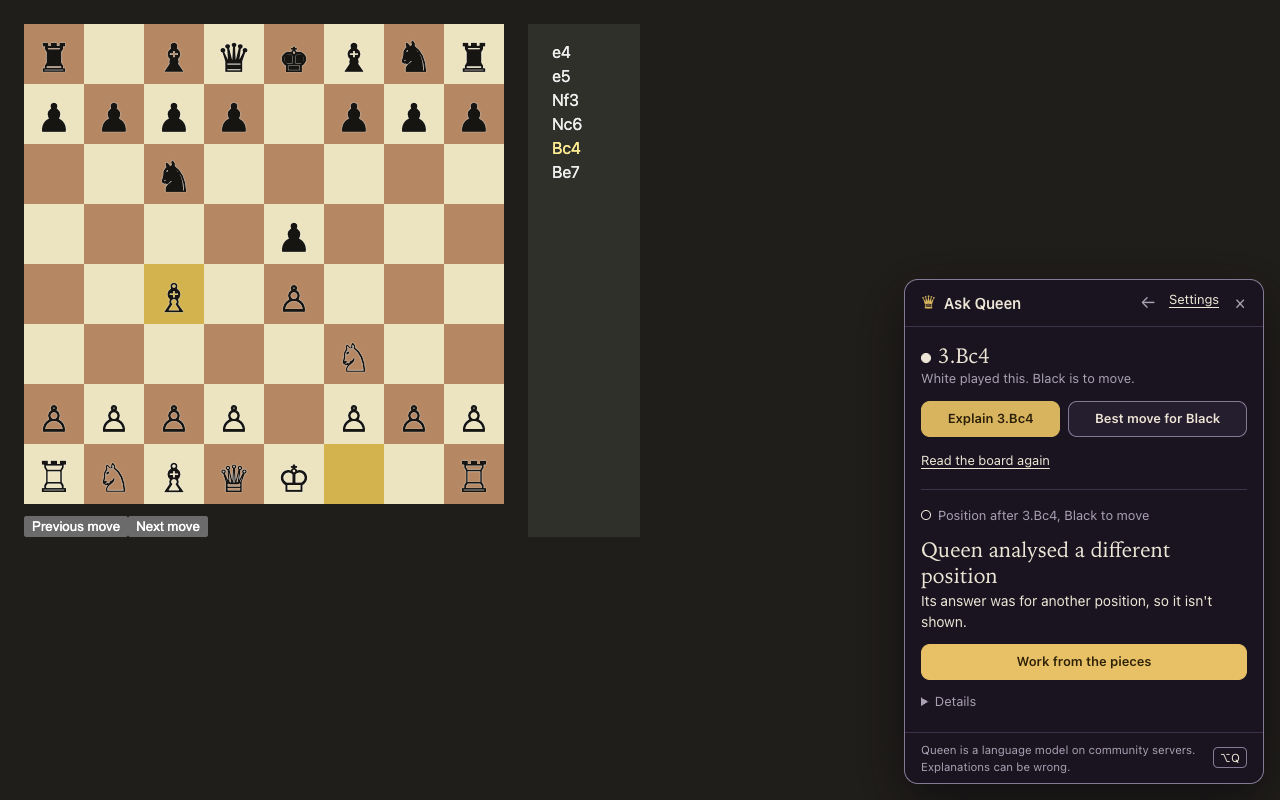 e4
e5
Nf3
Nc6
Bc4
Be7
Previous move
Next move
Ask Queen
Settings
3.Bc4
White played this. Black is to move.
Explain 3.Bc4
Best move for Black
Read the board again
Position after 3.Bc4, Black to move
Queen analysed a different
position
Its answer was for another position, so it isn't
shown.
Work from the pieces
Details
Queen is a language model on community servers.
Explanations can be wrong.
⌥Q